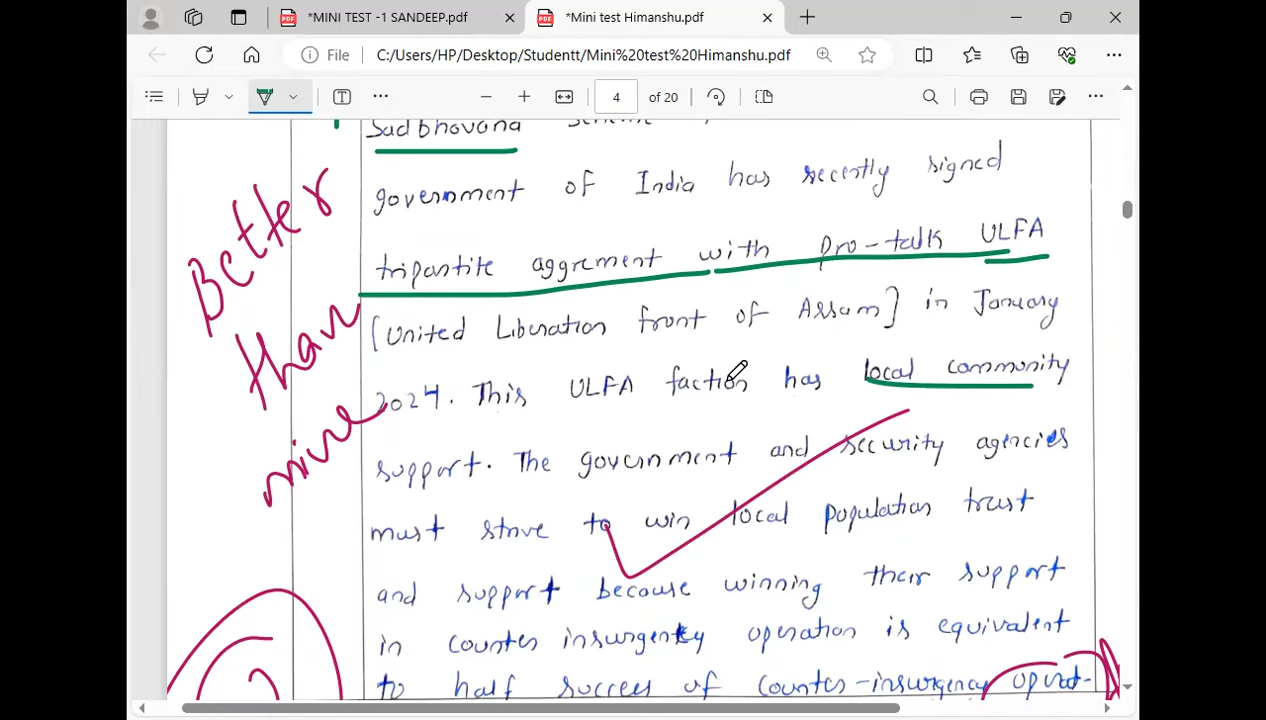 *MINI TEST -1 SANDEEP.pdf
*Mini test Himanshu.pdf
File
C:/Users/HP/Desktop/Studentt/Mini%20test%20Himanshu.pdf
4 of 20
Sadbhovana
government of India has recently signed
tripartite aggrement with pro-talk ULFA
[United Liberation front of Assam] in January
2024. This ULFA faction has local community
support. The government and security agencies
must strive to win local population trust
and support because winning their support
in counter insurgency operation is equivalent
to half success of counter-insurgency operat-
Better
than
mine